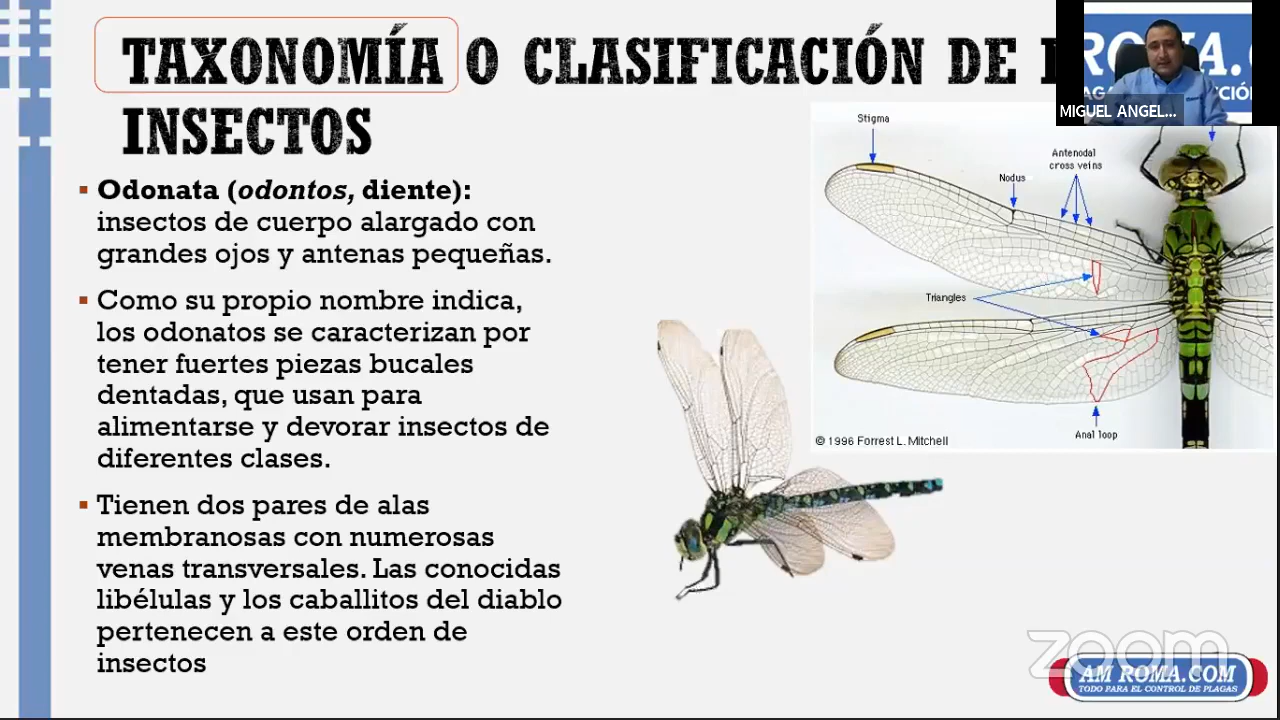 TAXONOMÍA O CLASIFICACIÓN DE
INSECTOS
ROMA.C
CCIÓN
MIGUEL ANGEL...
▪ Odonata (odontos, diente):
insectos de cuerpo alargado con
grandes ojos y antenas pequeñas.
▪ Como su propio nombre indica,
los odonatos se caracterizan por
tener fuertes piezas bucales
dentadas, que usan para
alimentarse y devorar insectos de
diferentes clases.
▪ Tienen dos pares de alas
membranosas con numerosas
venas transversales. Las conocidas
libélulas y los caballitos del diablo
pertenecen a este orden de
insectos
Stigma
Nodus
Antenodal
cross veins
Triangles
Anal loop
© 1996 Forrest L. Mitchell
zoom
AM ROMA.COM
TODO PARA EL CONTROL DE PLAGAS